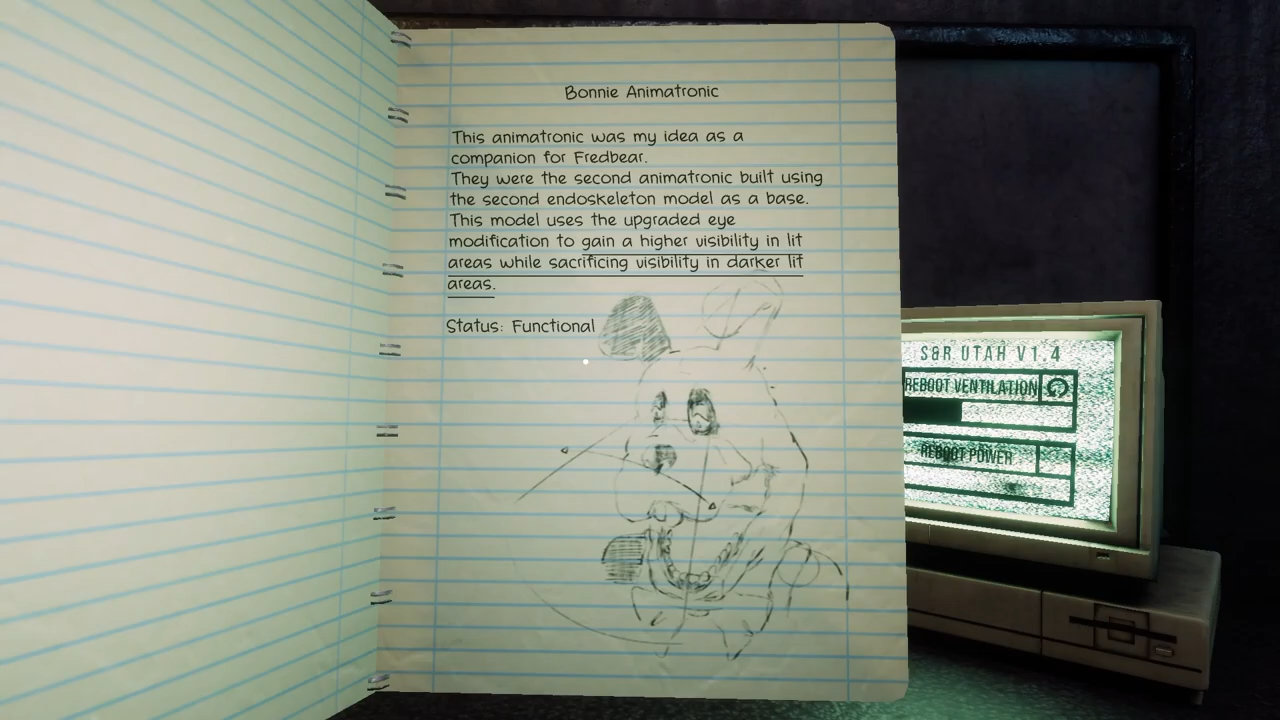 Bonnie Animatronic
This animatronic was my idea as a
companion for Fredbear.
They were the second animatronic built using
the second endoskeleton model as a base.
This model uses the upgraded eye
modification to gain a higher visibility in lit
areas while sacrificing visibility in darker lit
areas.
Status: Functional
S&R UTAH V1.4
REBOOT VENTILATION
REBOOT POWER